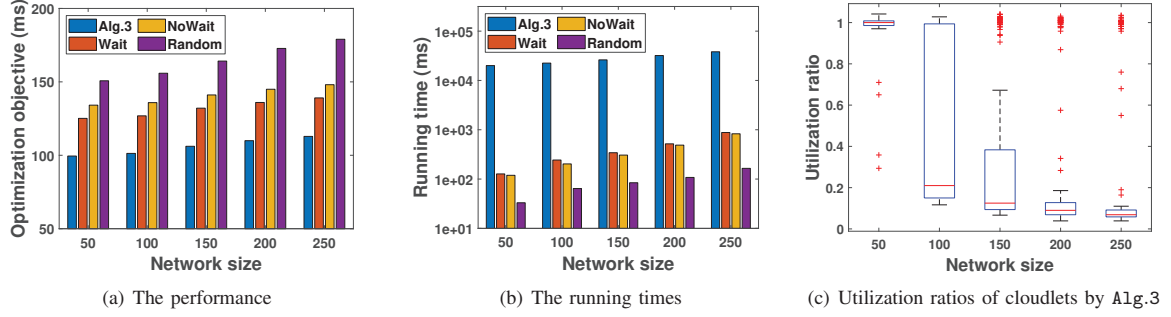 Optimization objective (ms)
200
150
100
50
Alg.3
NoWait
Wait
Random
50
100
150
200
250
Network size
(a) The performance
Running time (ms)
1e+05
1e+04
1e+03
1e+02
1e+01
Alg.3
NoWait
Wait
Random
50
100
150
200
250
Network size
(b) The running times
Utilization ratio
1
0.8
0.6
0.4
0.2
0
50
100
150
200
250
Network size
(c) Utilization ratios of cloudlets by Alg.3